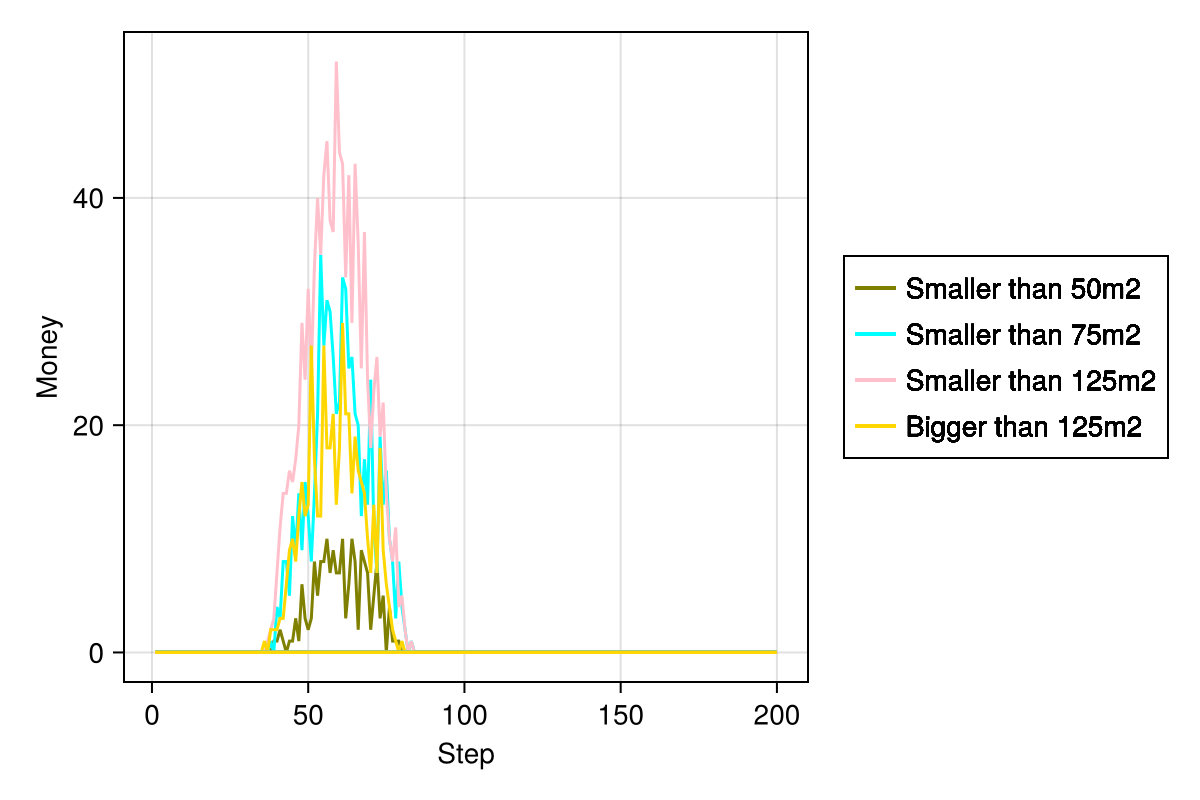 Money
40
20
0
0 50 100 150 200
Step
Smaller than 50m2
Smaller than 75m2
Smaller than 125m2
Bigger than 125m2